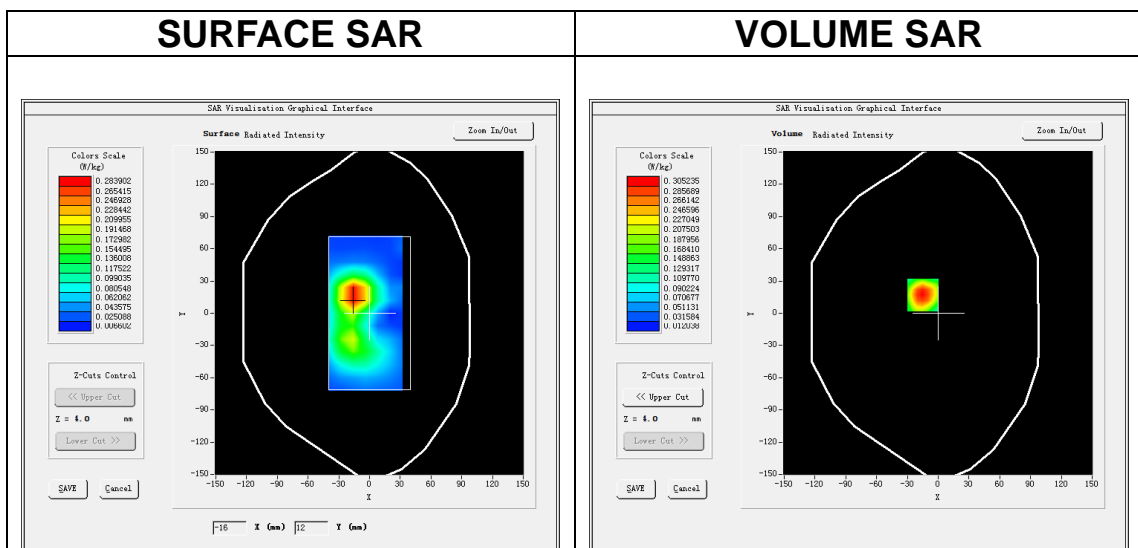 SURFACE SAR
SAR Visualisation Graphical Interface
Surface Radiated Intensity
Zoom In/Out
Colors Scale
(W/kg)
0.283902
0.265415
0.246928
0.228442
0.209955
0.191468
0.172982
0.154495
0.136008
0.117522
0.099035
0.080548
0.062062
0.043575
0.025088
0.006602
Z-Cuts Control
<< Upper Cut
Z = 4.0 mm
Lower Cut >>
SAVE Cancel
150
120
90
60
30
0
-30
-60
-90
-120
-150
Y
-150 -120 -90 -60 -30 0 30 60 90 120 150
X
-16 X (mm) 12 Y (mm)
VOLUME SAR
SAR Visualisation Graphical Interface
Volume Radiated Intensity
Zoom In/Out
Colors Scale
(W/kg)
0.305235
0.285689
0.266142
0.246596
0.227049
0.207503
0.187956
0.168410
0.148863
0.129317
0.109770
0.090224
0.070677
0.051131
0.031584
0.012038
Z-Cuts Control
<< Upper Cut
Z = 4.0 mm
Lower Cut >>
SAVE Cancel
150
120
90
60
30
0
-30
-60
-90
-120
-150
Y
-150 -120 -90 -60 -30 0 30 60 90 120 150
X